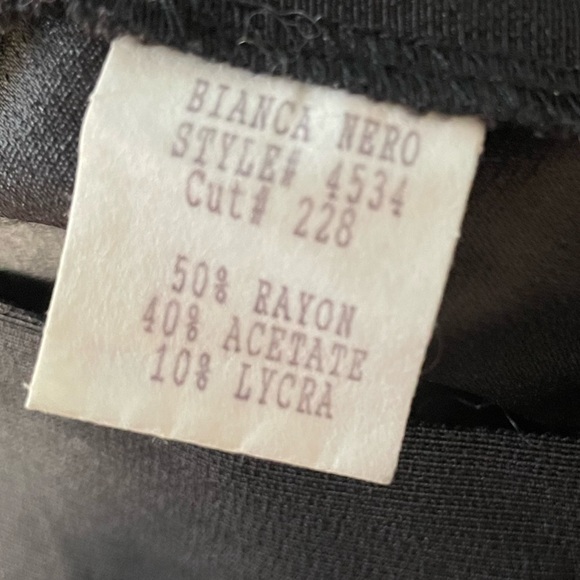 BIANCA NERO
STYLE# 4534
Cut# 228
50% RAYON
40% ACETATE
10% LYCRA